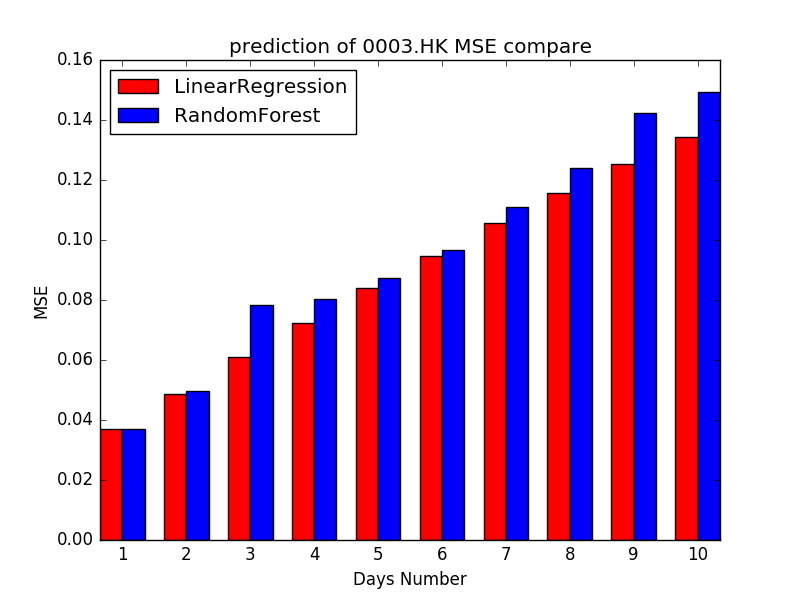 prediction of 0003.HK MSE compare
LinearRegression
RandomForest
MSE
0.16
0.14
0.12
0.10
0.08
0.06
0.04
0.02
0.00
1 2 3 4 5 6 7 8 9 10
Days Number